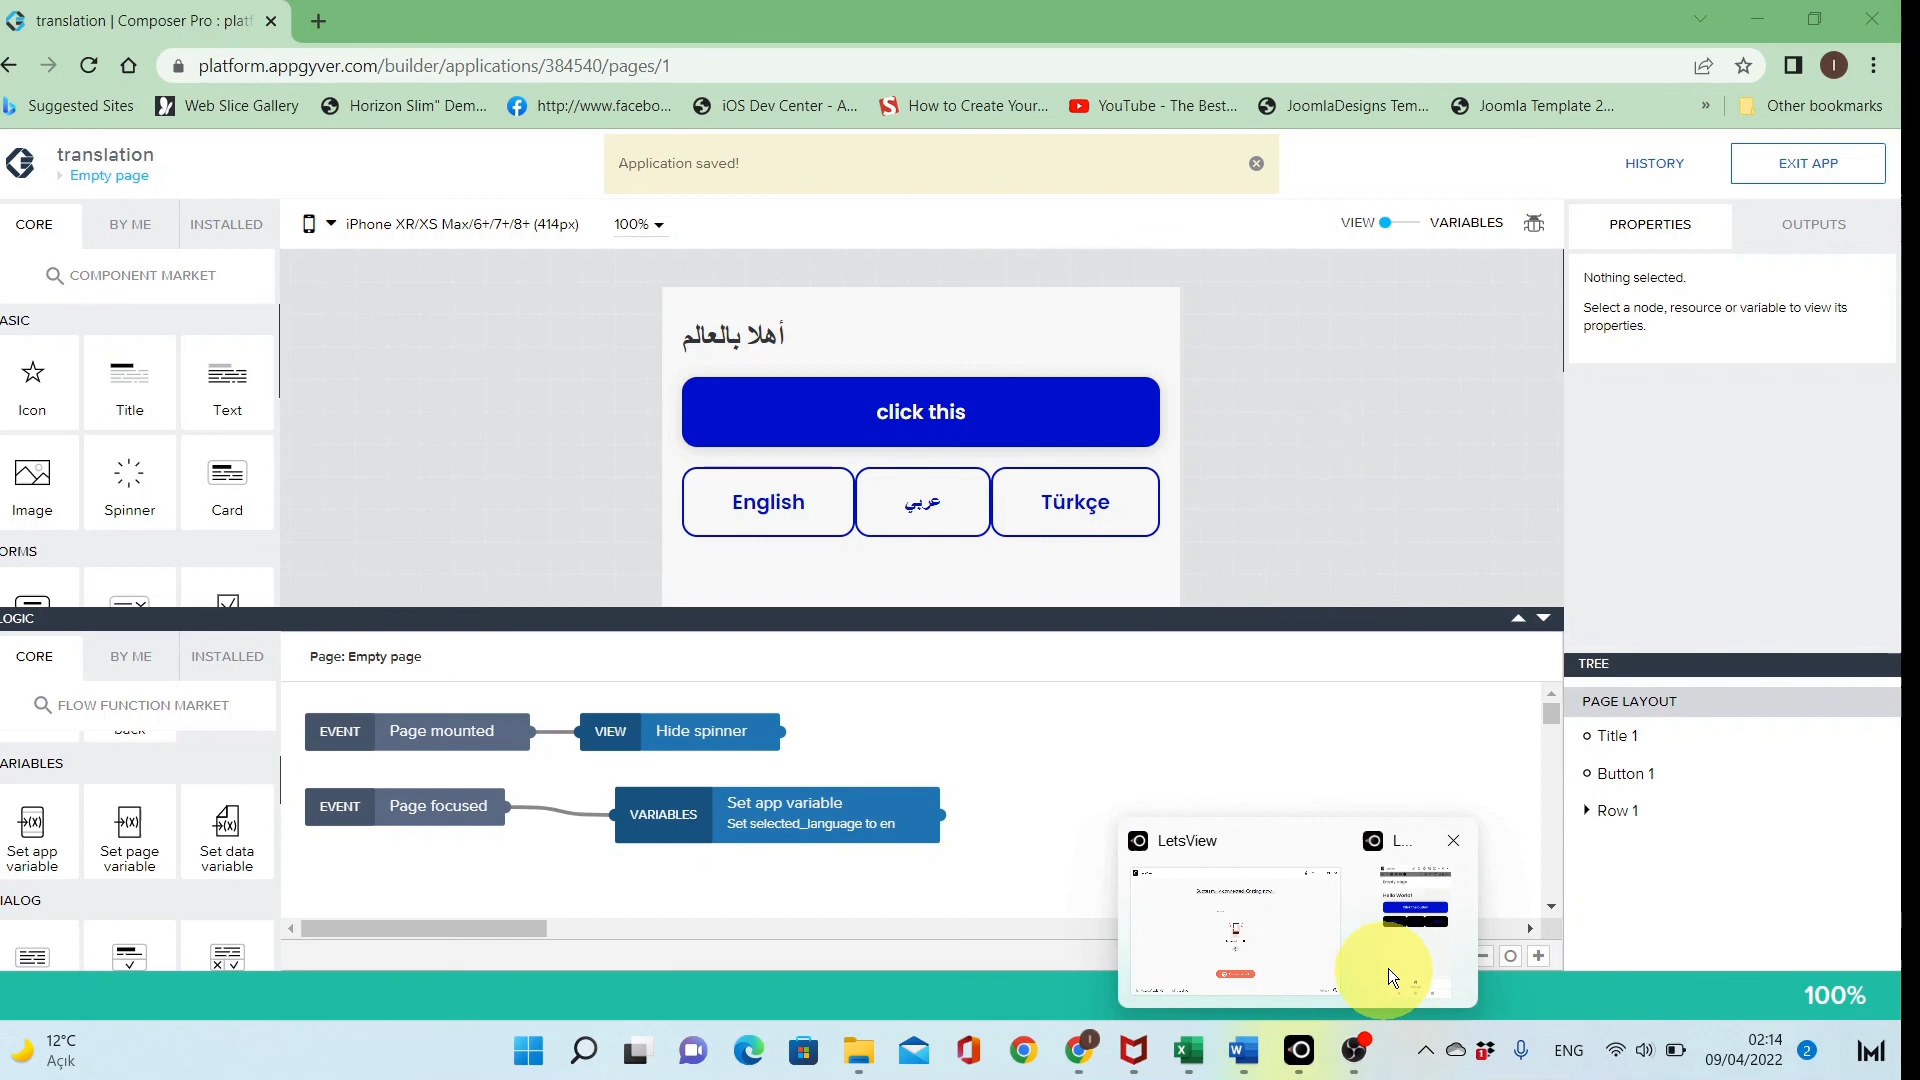 translation | Composer Pro : platf
platform.appgyver.com/builder/applications/384540/pages/1
Suggested Sites
Web Slice Gallery
Horizon Slim" Dem...
http://www.facebo...
iOS Dev Center - A...
How to Create Your...
YouTube - The Best...
JoomlaDesigns Tem...
Joomla Template 2...
»
Other bookmarks
translation
Empty page
Application saved!
HISTORY
EXIT APP
CORE
BY ME
INSTALLED
iPhone XR/XS Max/6+/7+/8+ (414px)
100%
VIEW
VARIABLES
PROPERTIES
OUTPUTS
COMPONENT MARKET
Nothing selected.
Select a node, resource or variable to view its
properties.
ASIC
أهلا بالعالم
Icon
Title
Text
click this
Image
Spinner
Card
English
عربي
Türkçe
ORMS
LOGIC
CORE
BY ME
INSTALLED
Page: Empty page
TREE
FLOW FUNCTION MARKET
PAGE LAYOUT
back
EVENT
Page mounted
VIEW
Hide spinner
Title 1
ARIABLES
Button 1
EVENT
Page focused
VARIABLES
Set app variable
Set selected_language to en
Row 1
Set app
variable
Set page
variable
Set data
variable
LetsView
L...
IALOG
Empty page
Hello World!
100%
12°C
Açık
ENG
02:14
09/04/2022
2
1
I